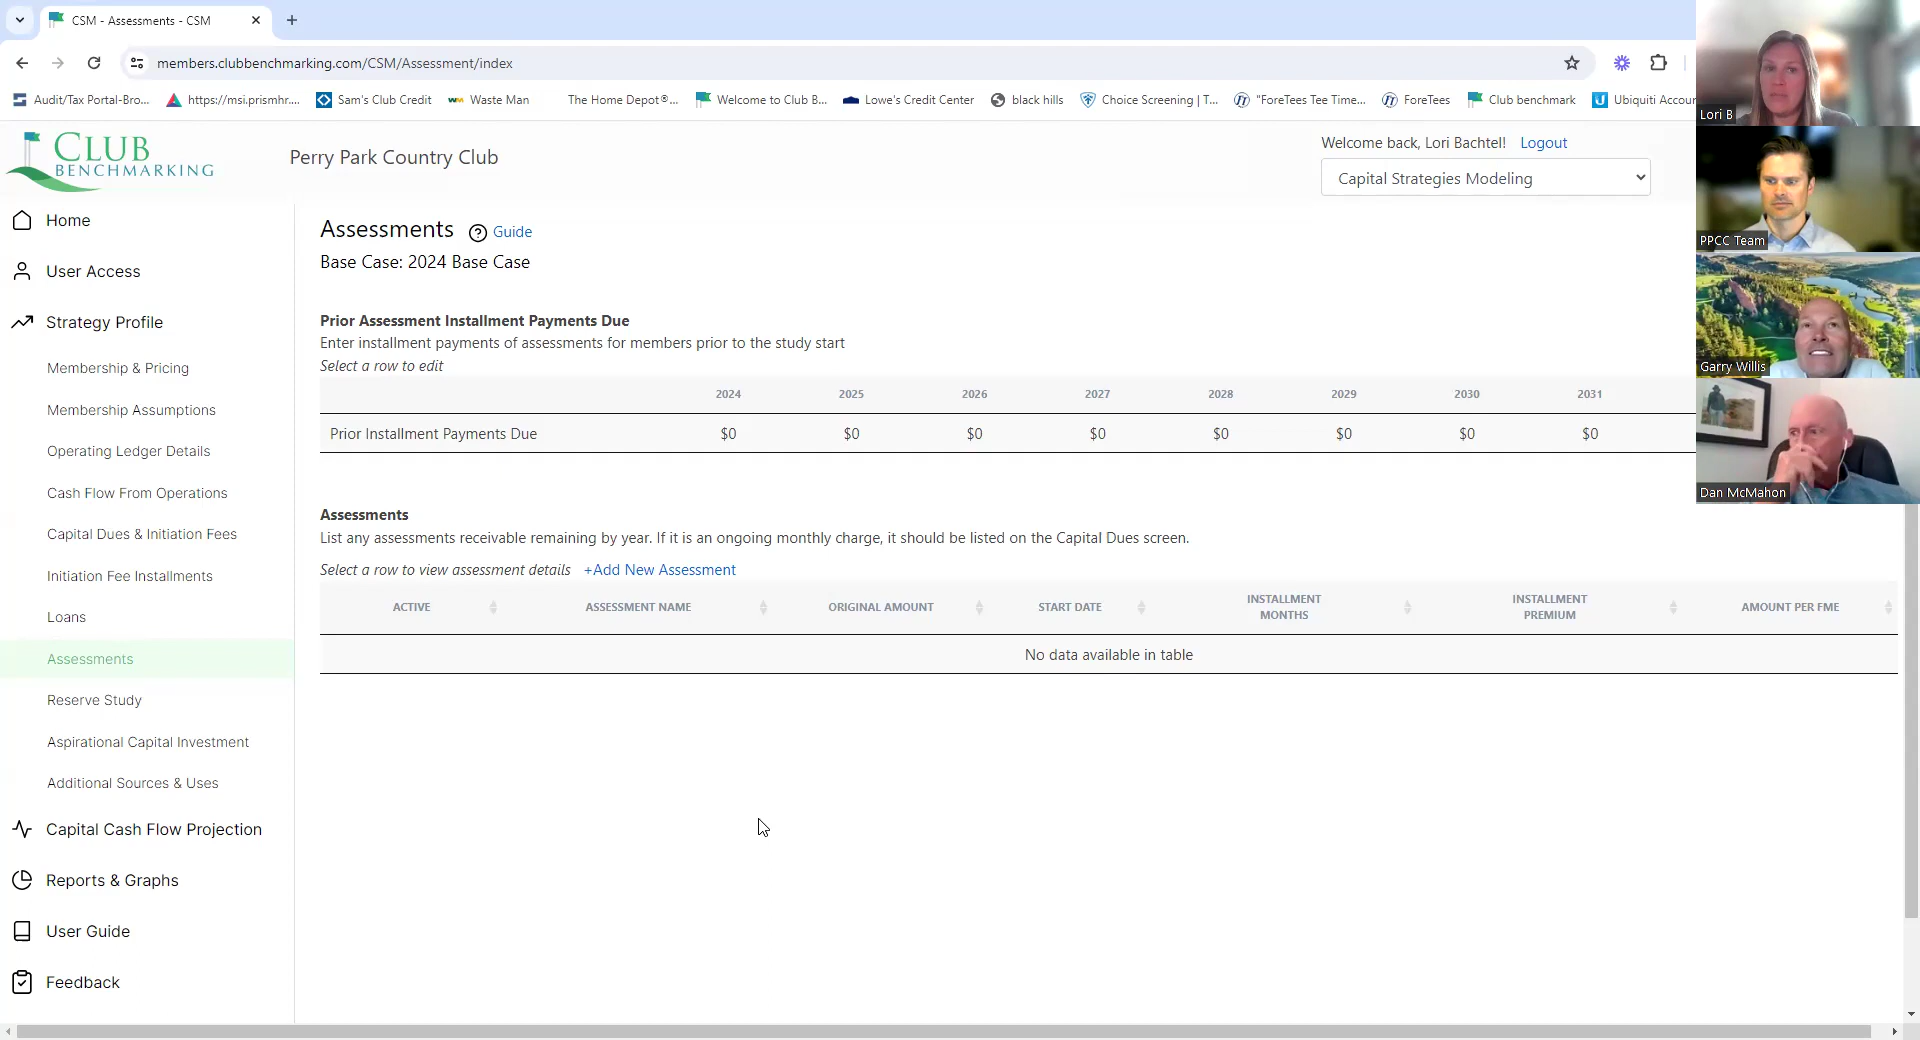 CSM - Assessments - CSM
members.clubbenchmarking.com/CSM/Assessment/index
Audit/Tax Portal-Bro...
https://msi.prismhr....
Sam's Club Credit
Waste Man
The Home Depot®...
Welcome to Club B...
Lowe's Credit Center
black hills
Choice Screening | T...
"ForeTees Tee Time...
ForeTees
Club benchmark
Ubiquiti Accou
CLUB
BENCHMARKING
Perry Park Country Club
Welcome back, Lori Bachtel! Logout
Capital Strategies Modeling
Home
User Access
Strategy Profile
Membership & Pricing
Membership Assumptions
Operating Ledger Details
Cash Flow From Operations
Capital Dues & Initiation Fees
Initiation Fee Installments
Loans
Assessments
Reserve Study
Aspirational Capital Investment
Additional Sources & Uses
Capital Cash Flow Projection
Reports & Graphs
User Guide
Feedback
Assessments Guide
Base Case: 2024 Base Case
Prior Assessment Installment Payments Due
Enter installment payments of assessments for members prior to the study start
Select a row to edit
2024 2025 2026 2027 2028 2029 2030 2031
Prior Installment Payments Due $0 $0 $0 $0 $0 $0 $0 $0
Assessments
List any assessments receivable remaining by year. If it is an ongoing monthly charge, it should be listed on the Capital Dues screen.
Select a row to view assessment details +Add New Assessment
ACTIVE ASSESSMENT NAME ORIGINAL AMOUNT START DATE INSTALLMENT MONTHS INSTALLMENT PREMIUM AMOUNT PER FME
No data available in table
Lori B
PPCC Team
Garry Willis
Dan McMahon